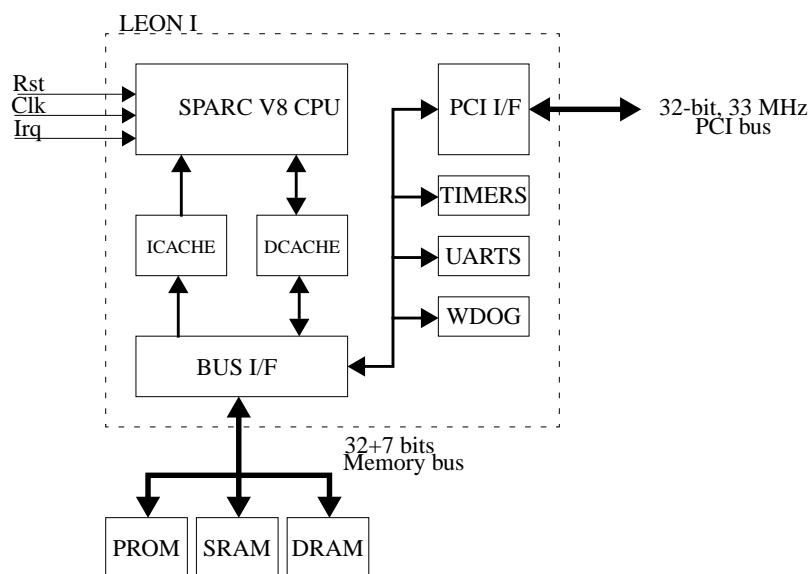 LEON I
Rst
Clk
Irq
SPARC V8 CPU
PCI I/F
32-bit, 33 MHz
PCI bus
TIMERS
ICACHE
DCACHE
UARTS
WDOG
BUS I/F
32+7 bits
Memory bus
PROM
SRAM
DRAM